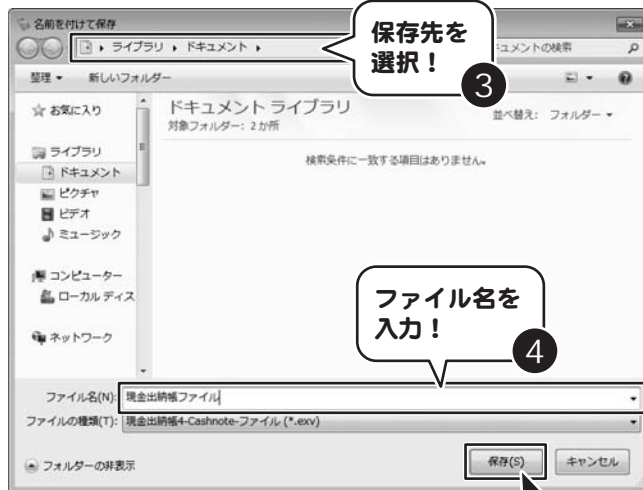 名前を付けて保存
ライブラリ ▸ ドキュメント ▸
保存先を
選択！
3
ュメントの検索
整理 ▼ 新しいフォルダー
お気に入り
ライブラリ
ドキュメント
ピクチャ
ビデオ
ミュージック
コンピューター
ローカル ディス
ネットワーク
ドキュメント ライブラリ
対象フォルダー: 2 か所
並べ替え: フォルダー ▼
検索条件に一致する項目はありません。
ファイル名を
入力！
4
ファイル名(N): 現金出納帳ファイル
ファイルの種類(T): 現金出納帳4-Cashnote-ファイル (*.exv)
フォルダーの非表示
保存(S)
キャンセル